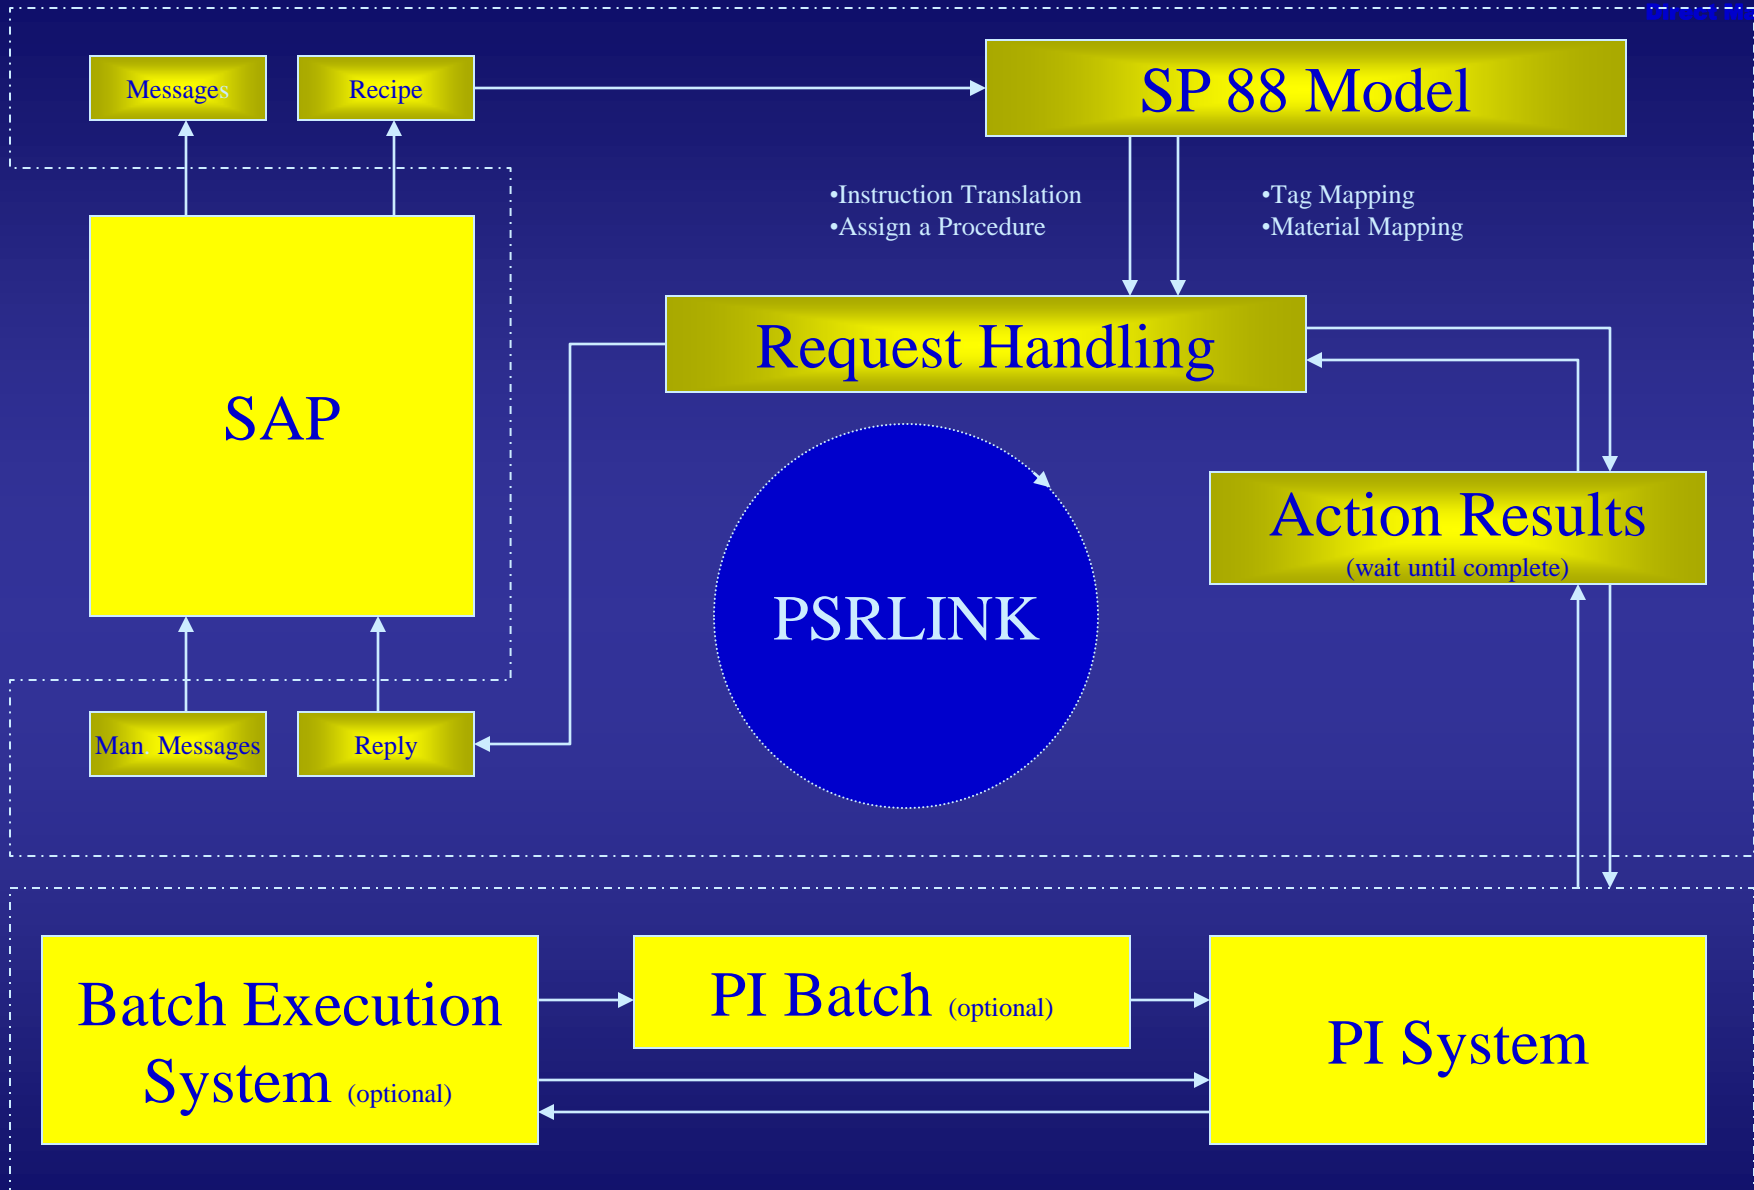 Messages
Recipe
SP 88 Model
•Instruction Translation
•Assign a Procedure
•Tag Mapping
•Material Mapping
Request Handling
SAP
Action Results
(wait until complete)
PSRLINK
Man. Messages
Reply
Batch Execution
System (optional)
PI Batch (optional)
PI System